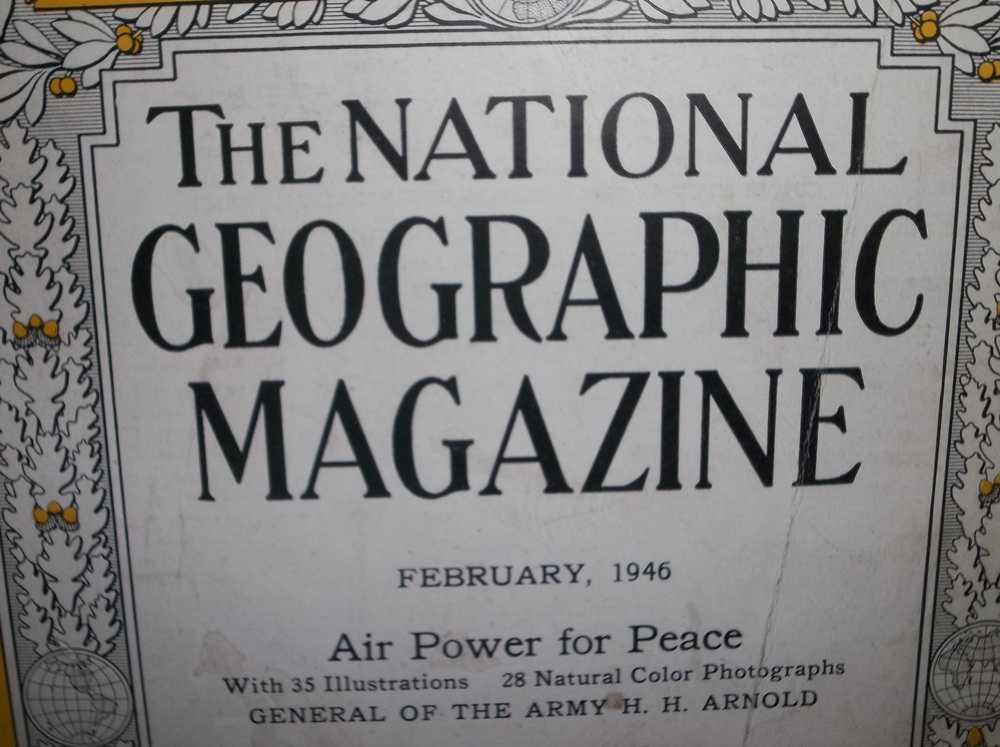 THE NATIONAL
GEOGRAPHIC
MAGAZINE
FEBRUARY, 1946
Air Power for Peace
With 35 Illustrations 28 Natural Color Photographs
GENERAL OF THE ARMY H. H. ARNOLD